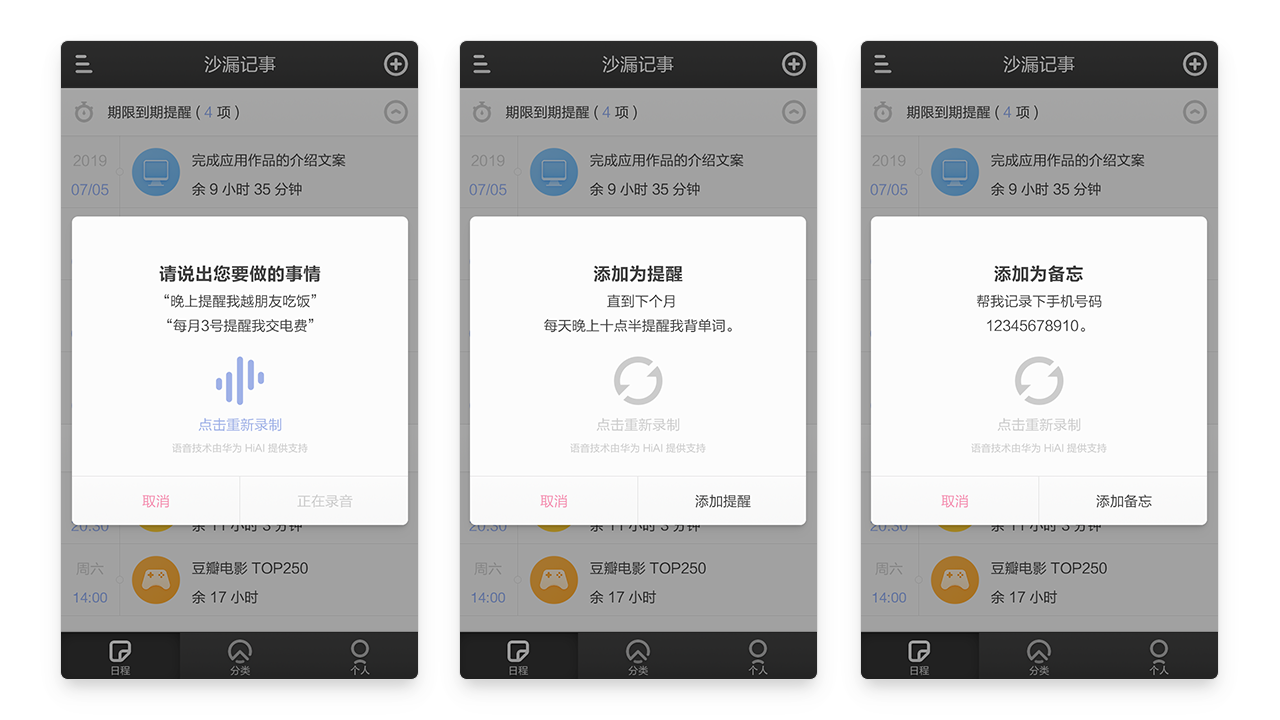 沙漏记事
期限到期提醒 ( 4 项 )
2019
07/05
完成应用作品的介绍文案
余 9 小时 35 分钟
请说出您要做的事情
“晚上提醒我越朋友吃饭”
“每月3号提醒我交电费”
点击重新录制
语音技术由华为 HiAI 提供支持
取消
正在录音
20:30
余 11 小时 3 分钟
周六
14:00
豆瓣电影 TOP250
余 17 小时
日程
分类
个人
沙漏记事
期限到期提醒 ( 4 项 )
2019
07/05
完成应用作品的介绍文案
余 9 小时 35 分钟
添加为提醒
直到下个月
每天晚上十点半提醒我背单词。
点击重新录制
语音技术由华为 HiAI 提供支持
取消
添加提醒
20:30
余 11 小时 3 分钟
周六
14:00
豆瓣电影 TOP250
余 17 小时
日程
分类
个人
沙漏记事
期限到期提醒 ( 4 项 )
2019
07/05
完成应用作品的介绍文案
余 9 小时 35 分钟
添加为备忘
帮我记录下手机号码
12345678910。
点击重新录制
语音技术由华为 HiAI 提供支持
取消
添加备忘
20:30
余 11 小时 3 分钟
周六
14:00
豆瓣电影 TOP250
余 17 小时
日程
分类
个人